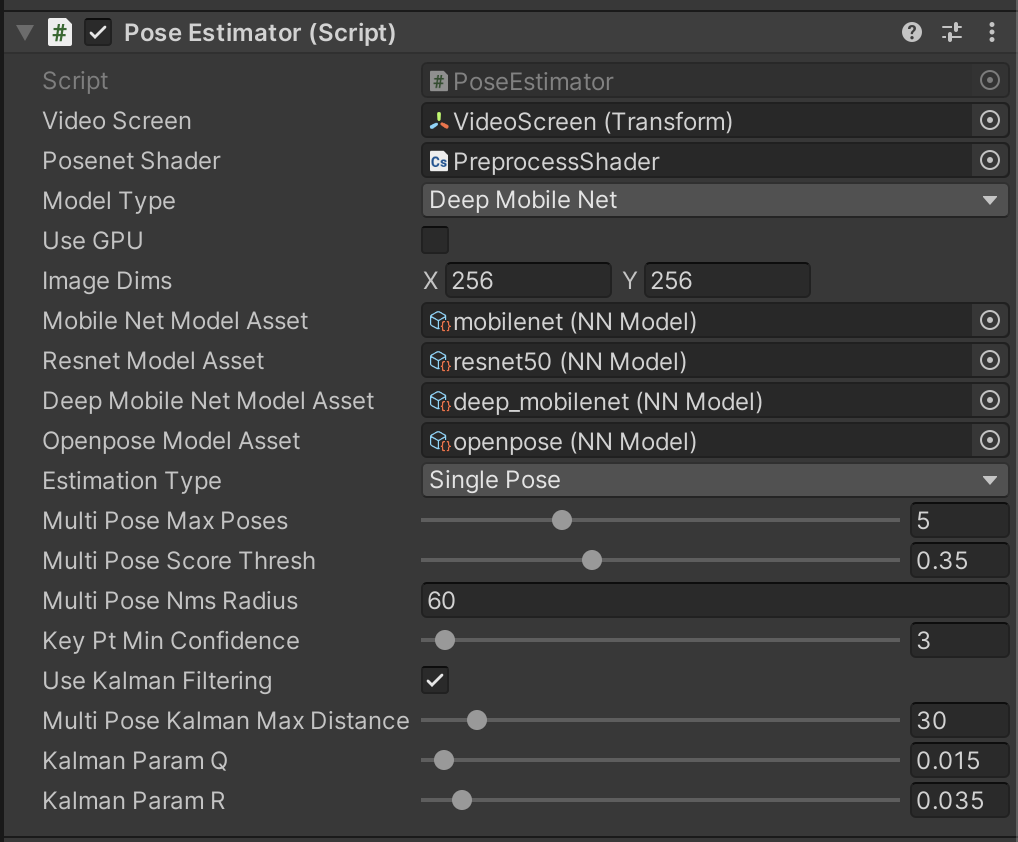 # Pose Estimator (Script)
Script # PoseEstimator
Video Screen VideoScreen (Transform)
Posenet Shader Cs PreprocessShader
Model Type Deep Mobile Net
Use GPU
Image Dims X 256 Y 256
Mobile Net Model Asset {} mobilenet (NN Model)
Resnet Model Asset {} resnet50 (NN Model)
Deep Mobile Net Model Asset {} deep_mobilenet (NN Model)
Openpose Model Asset {} openpose (NN Model)
Estimation Type Single Pose
Multi Pose Max Poses 5
Multi Pose Score Thresh 0.35
Multi Pose Nms Radius 60
Key Pt Min Confidence 3
Use Kalman Filtering
Multi Pose Kalman Max Distance 30
Kalman Param Q 0.015
Kalman Param R 0.035